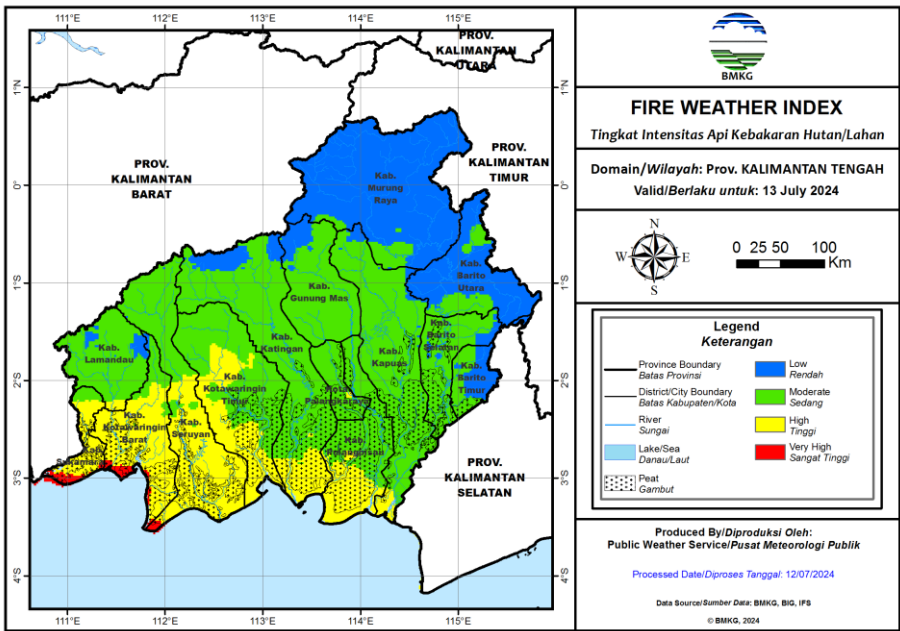 111°E 112°E 113°E 114°E 115°E
PROV.
KALIMANTAN
UTARA
1°N
1°N
PROV.
KALIMANTAN
BARAT
PROV.
KALIMANTAN
TIMUR
Kab.
Murung
Raya
0°
0°
Kab.
Barito
Utara
Kab.
Gunung Mas
1°S
1°S
Kab.
Lamandau
Kab.
Katingan
Kab.
Kapuas
Kab.
Barito
Selatan
2°S
2°S
Kab.
Kotawaringin
Timur
Kota
Palangkaraya
Kab.
Barito
Timur
Kab.
Kotawaringin
Barat
Kab.
Seruyan
Kab.
Kab.
Sukamara
3°S
3°S
PROV.
KALIMANTAN
SELATAN
4°S
4°S
111°E 112°E 113°E 114°E 115°E
BMKG
FIRE WEATHER INDEX
Tingkat Intensitas Api Kebakaran Hutan/Lahan
Domain/Wilayah: Prov. KALIMANTAN TENGAH
Valid/Berlaku untuk: 13 July 2024
N
W E
S
0 25 50 100
Km
Legend
Keterangan
Province Boundary
Batas Provinsi
District/City Boundary
Batas Kabupaten/Kota
River
Sungai
Lake/Sea
Danau/Laut
Peat
Gambut
Low
Rendah
Moderate
Sedang
High
Tinggi
Very High
Sangat Tinggi
Produced By/Diproduksi Oleh:
Public Weather Service/Pusat Meteorologi Publik
Processed Date/Diproses Tanggal: 12/07/2024
Data Source/Sumber Data: BMKG, BIG, IFS
© BMKG, 2024